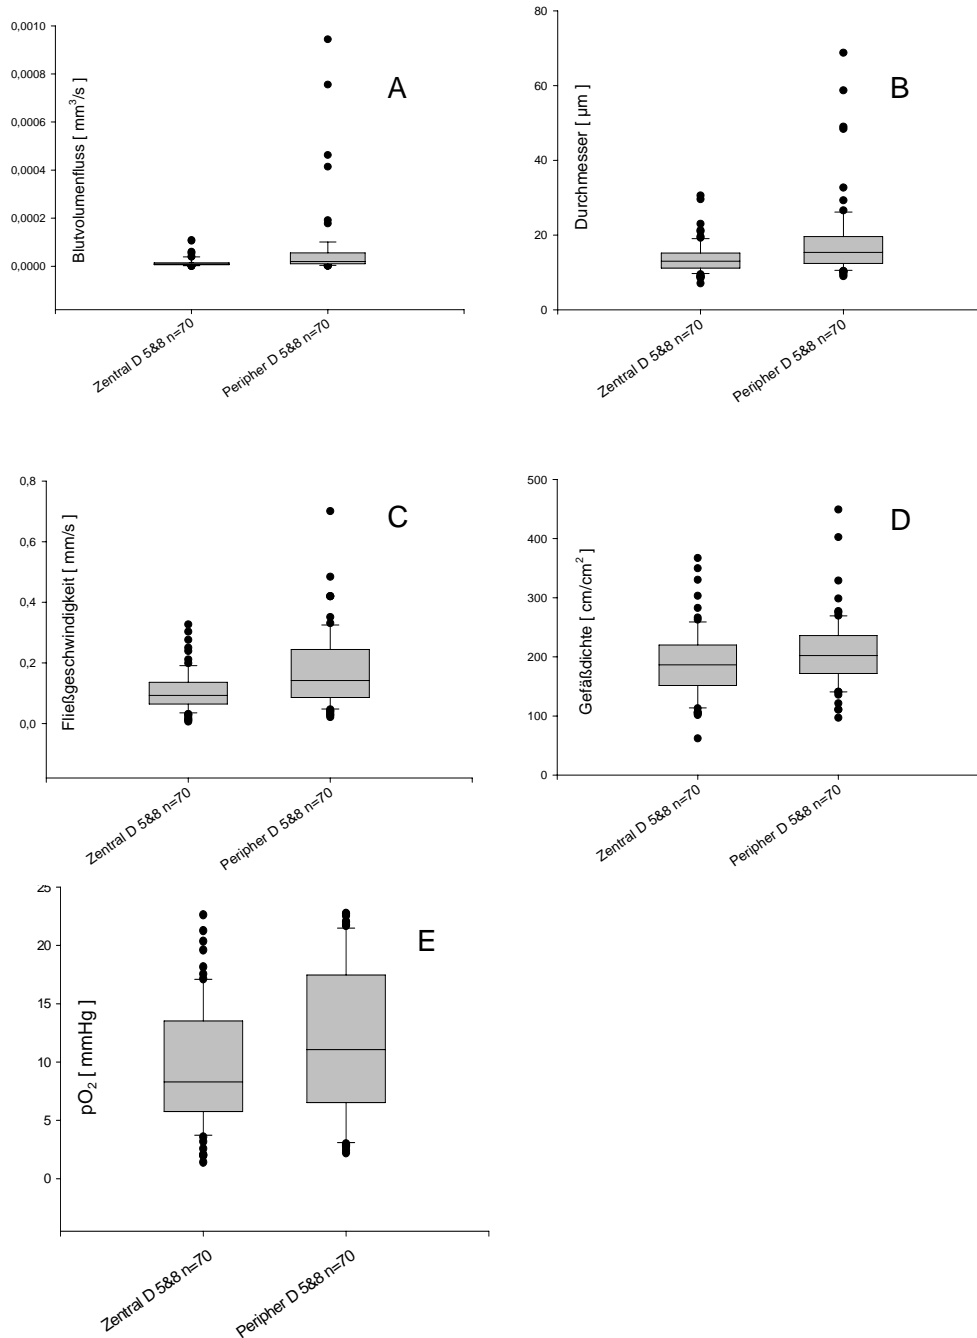 A
Blutvolumenfluss [ mm³/s ]
0,0010
0,0008
0,0006
0,0004
0,0002
0,0000
Zentral D 5&8 n=70
Peripher D 5&8 n=70
B
Durchmesser [ µm ]
80
60
40
20
0
Zentral D 5&8 n=70
Peripher D 5&8 n=70
C
Fließgeschwindigkeit [ mm/s ]
0,8
0,6
0,4
0,2
0,0
Zentral D 5&8 n=70
Peripher D 5&8 n=70
D
Gefäßdichte [ cm/cm² ]
500
400
300
200
100
0
Zentral D 5&8 n=70
Peripher D 5&8 n=70
E
pO₂ [ mmHg ]
25
20
15
10
5
0
Zentral D 5&8 n=70
Peripher D 5&8 n=70